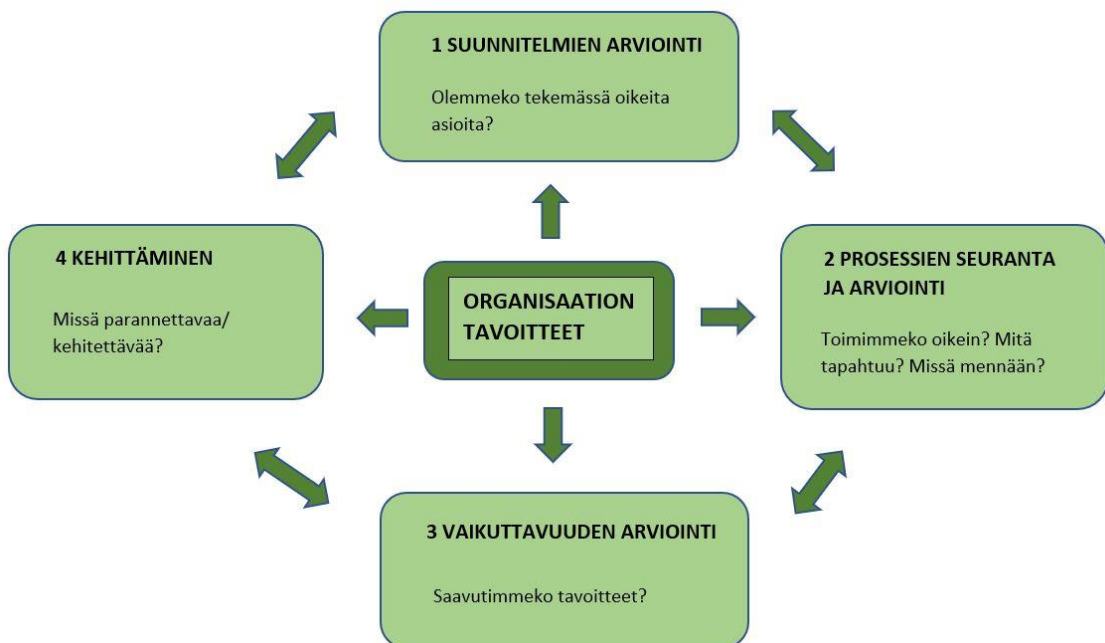 1 SUUNNITELMIEN ARVIOINTI
Olemmeko tekemässä oikeita
asioita?
4 KEHITTÄMINEN
Missä parannettavaa/
kehitettävää?
ORGANISAATION
TAVOITTEET
2 PROSESSIEN SEURANTA
JA ARVIOINTI
Toimimmeko oikein? Mitä
tapahtuu? Missä mennään?
3 VAIKUTTAVUUDEN ARVIOINTI
Saavutimmeko tavoitteet?